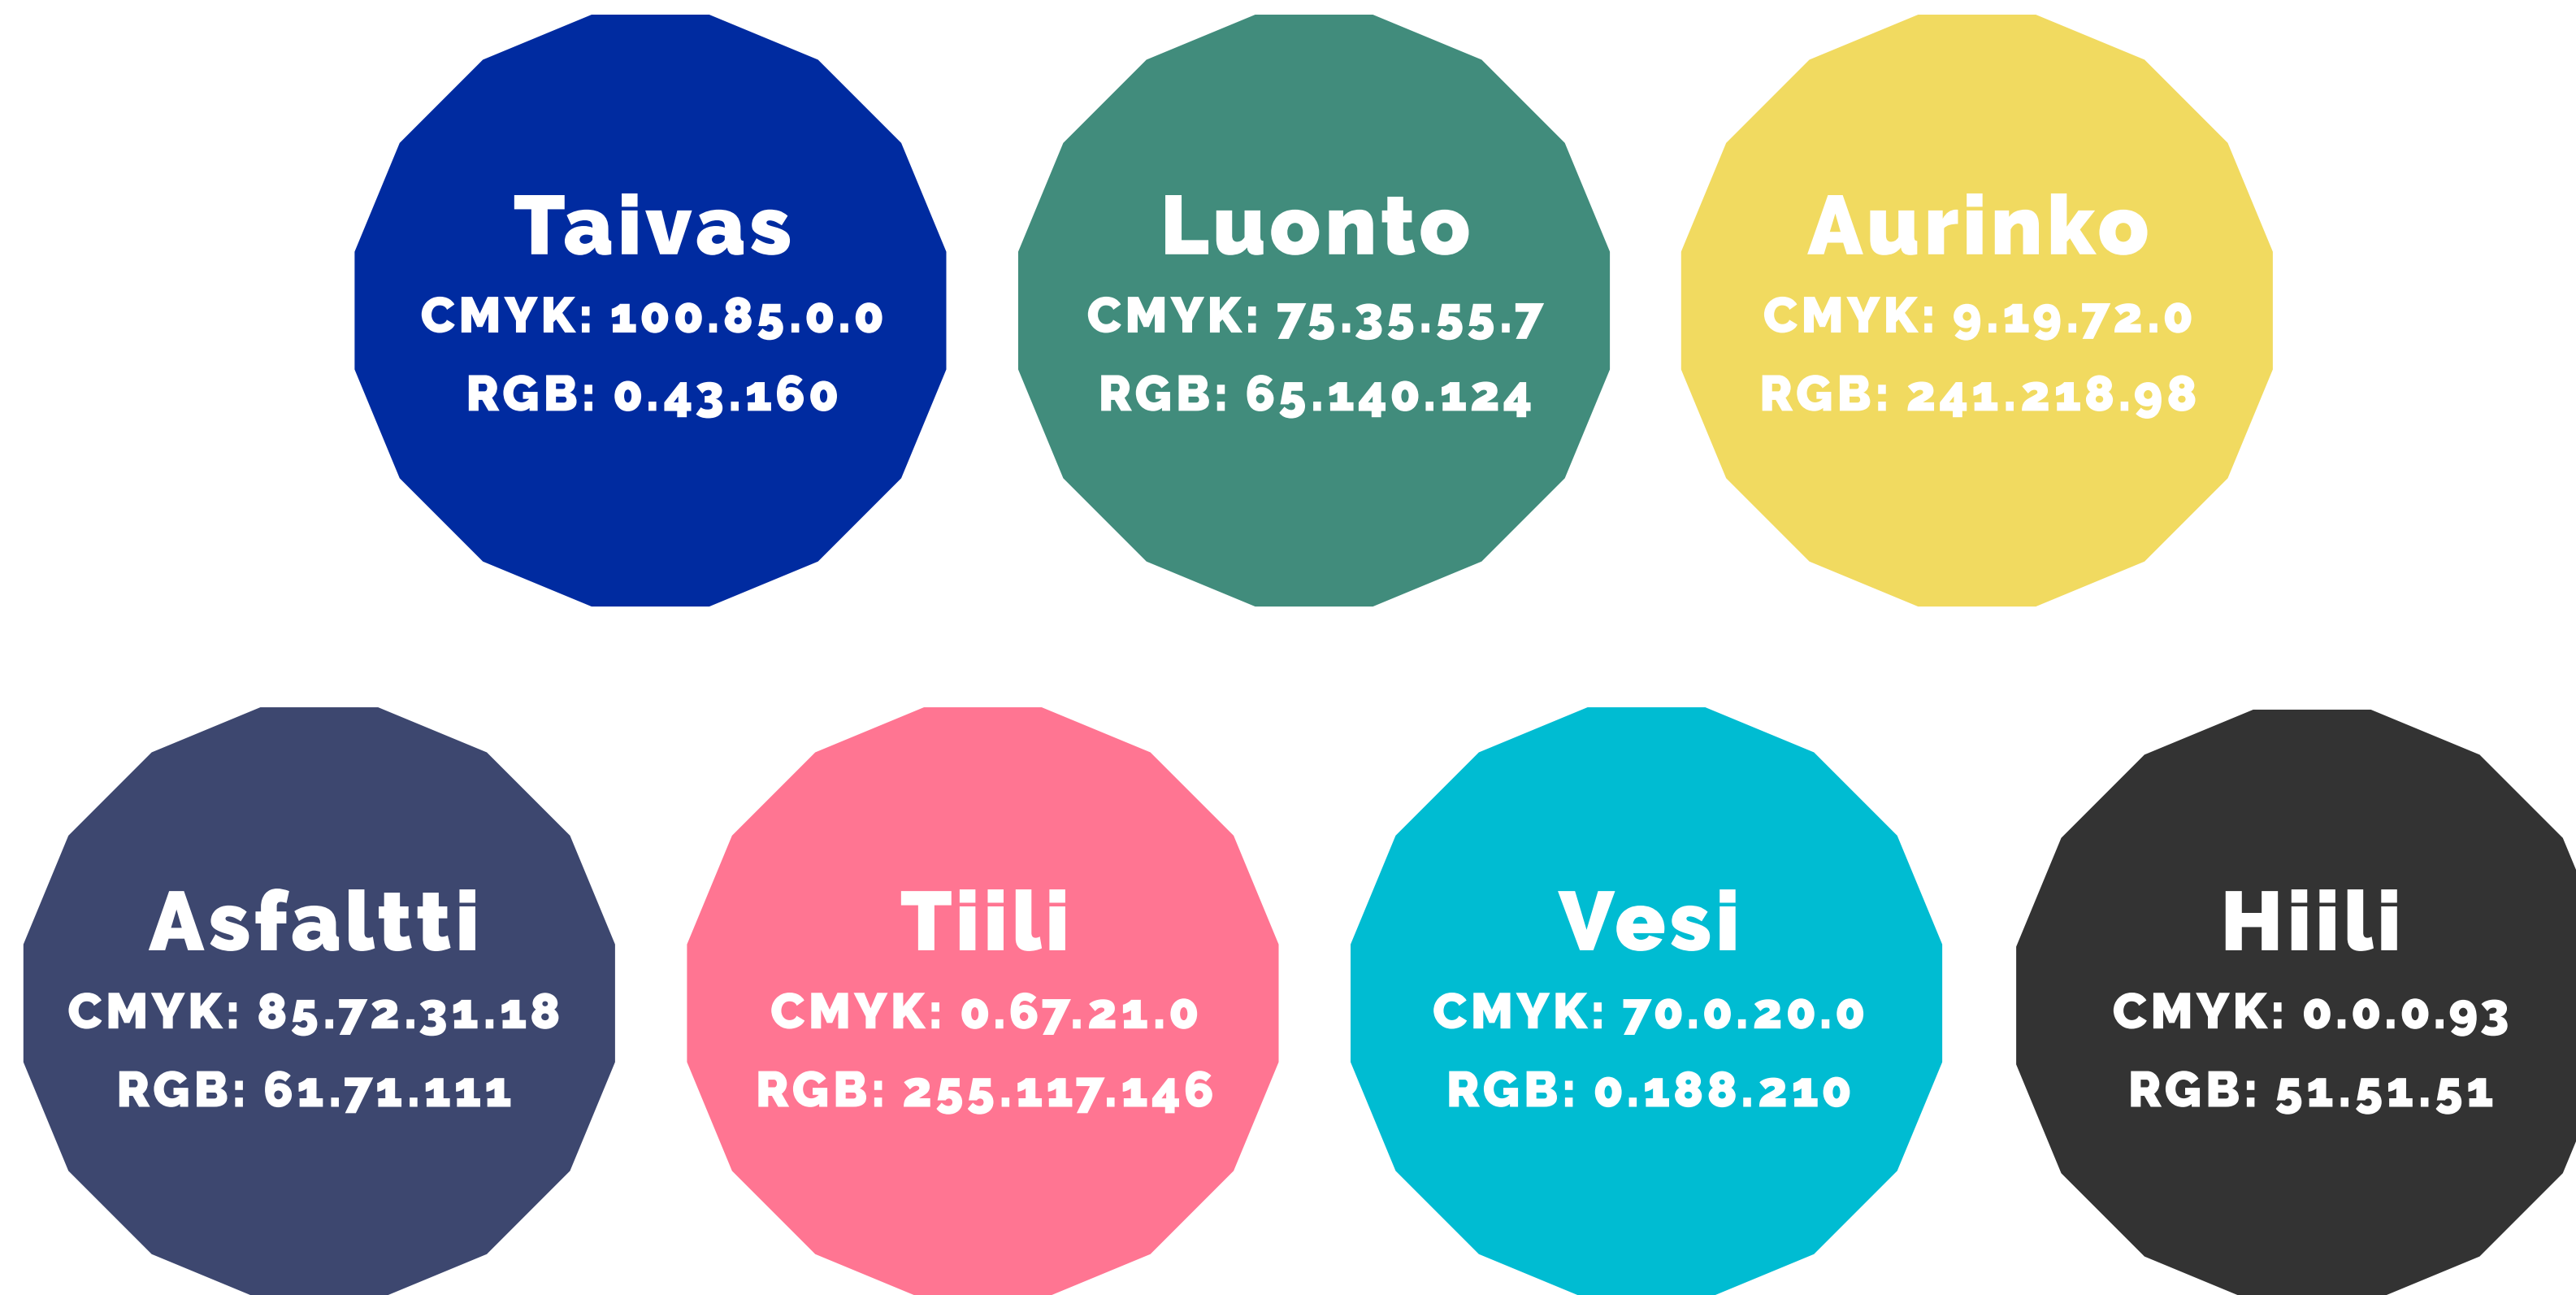 Taivas
CMYK: 100.85.0.0
RGB: 0.43.160
Luonto
CMYK: 75.35.55.7
RGB: 65.140.124
Aurinko
CMYK: 9.19.72.0
RGB: 241.218.98
Asfaltti
CMYK: 85.72.31.18
RGB: 61.71.111
Tiili
CMYK: 0.67.21.0
RGB: 255.117.146
Vesi
CMYK: 70.0.20.0
RGB: 0.188.210
Hiili
CMYK: 0.0.0.93
RGB: 51.51.51